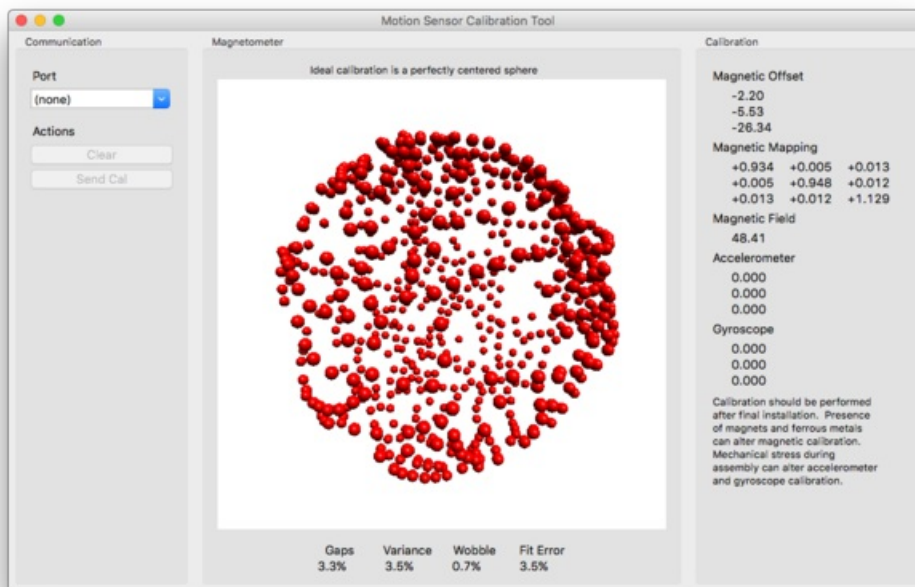 Motion Sensor Calibration Tool
Communication
Port
(none)
Actions
Clear
Send Cal
Magnetometer
Ideal calibration is a perfectly centered sphere
Gaps Variance Wobble Fit Error
3.3% 3.5% 0.7% 3.5%
Calibration
Magnetic Offset
-2.20
-5.53
-26.34
Magnetic Mapping
+0.934 +0.005 +0.013
+0.005 +0.948 +0.012
+0.013 +0.012 +1.129
Magnetic Field
48.41
Accelerometer
0.000
0.000
0.000
Gyroscope
0.000
0.000
0.000
Calibration should be performed
after final installation. Presence
of magnets and ferrous metals
can alter magnetic calibration.
Mechanical stress during
assembly can alter accelerometer
and gyroscope calibration.